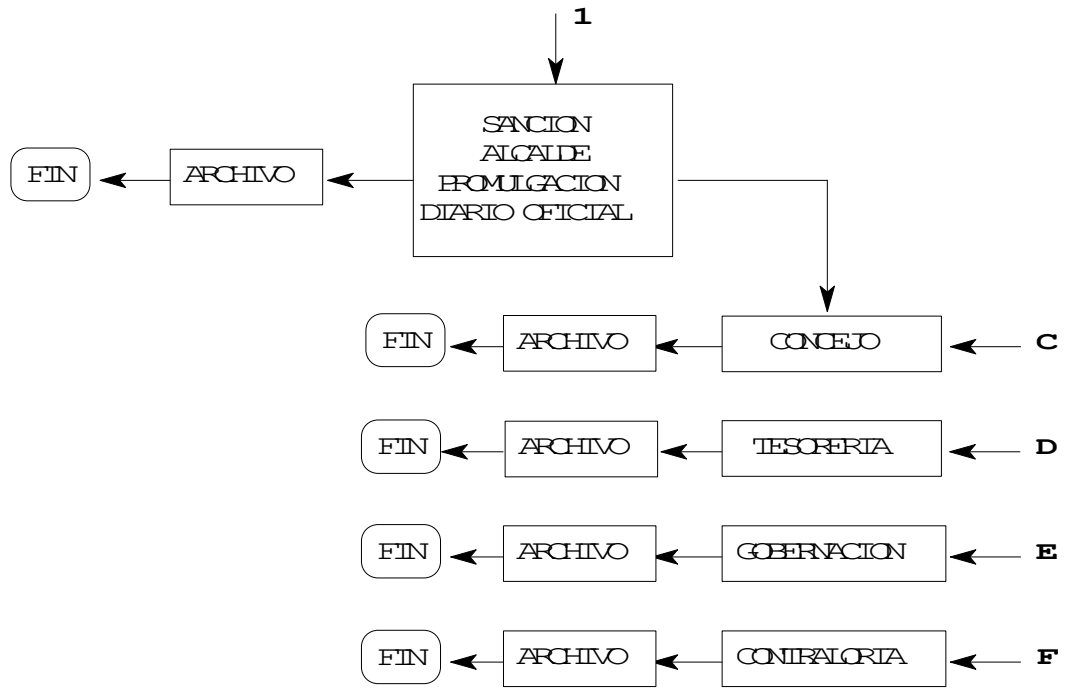 1
SANCION
ALCALDE
PROMULGACION
DIARIO OFICIAL
FIN
ARCHIVO
FIN
ARCHIVO
CONCEJO
C
FIN
ARCHIVO
TESORERIA
D
FIN
ARCHIVO
GOBERNACION
E
FIN
ARCHIVO
CONTRALORIA
F